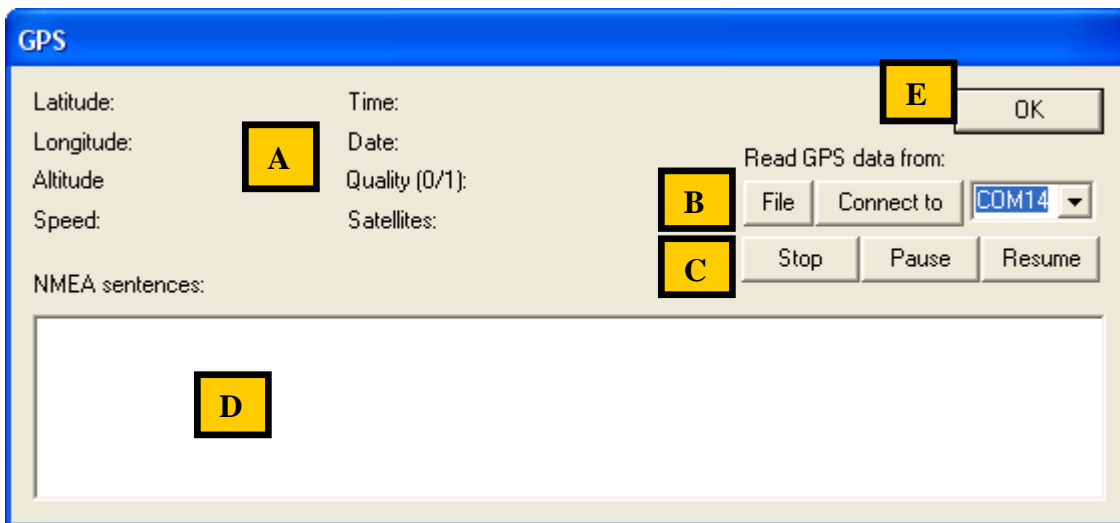 GPS
Latitude: Time:
Longitude: Date:
Altitude Quality (0/1):
Speed: Satellites:
NMEA sentences:
A
E
OK
Read GPS data from:
B
File Connect to COM14
C
Stop Pause Resume
D